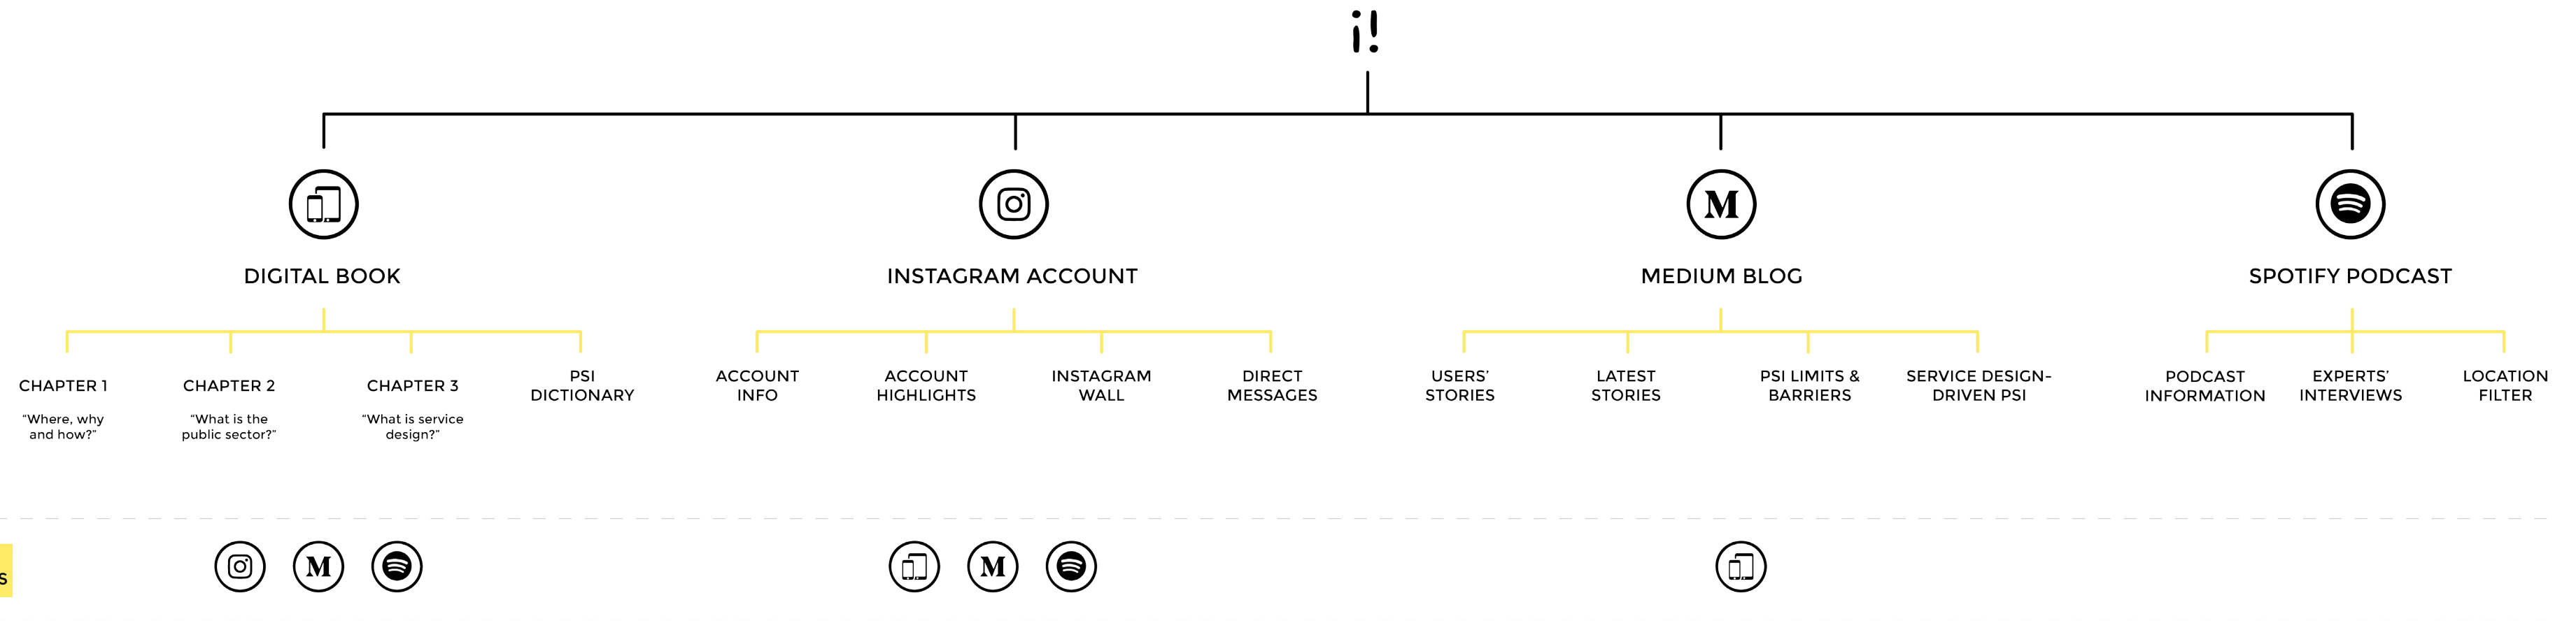 i!
DIGITAL BOOK
INSTAGRAM ACCOUNT
MEDIUM BLOG
SPOTIFY PODCAST
CHAPTER 1
"Where, why
and how?"
CHAPTER 2
"What is the
public sector?"
CHAPTER 3
"What is service
design?"
PSI
DICTIONARY
ACCOUNT
INFO
ACCOUNT
HIGHLIGHTS
INSTAGRAM
WALL
DIRECT
MESSAGES
USERS'
STORIES
LATEST
STORIES
PSI LIMITS &
BARRIERS
SERVICE DESIGN-
DRIVEN PSI
PODCAST
INFORMATION
EXPERTS'
INTERVIEWS
LOCATION
FILTER
S